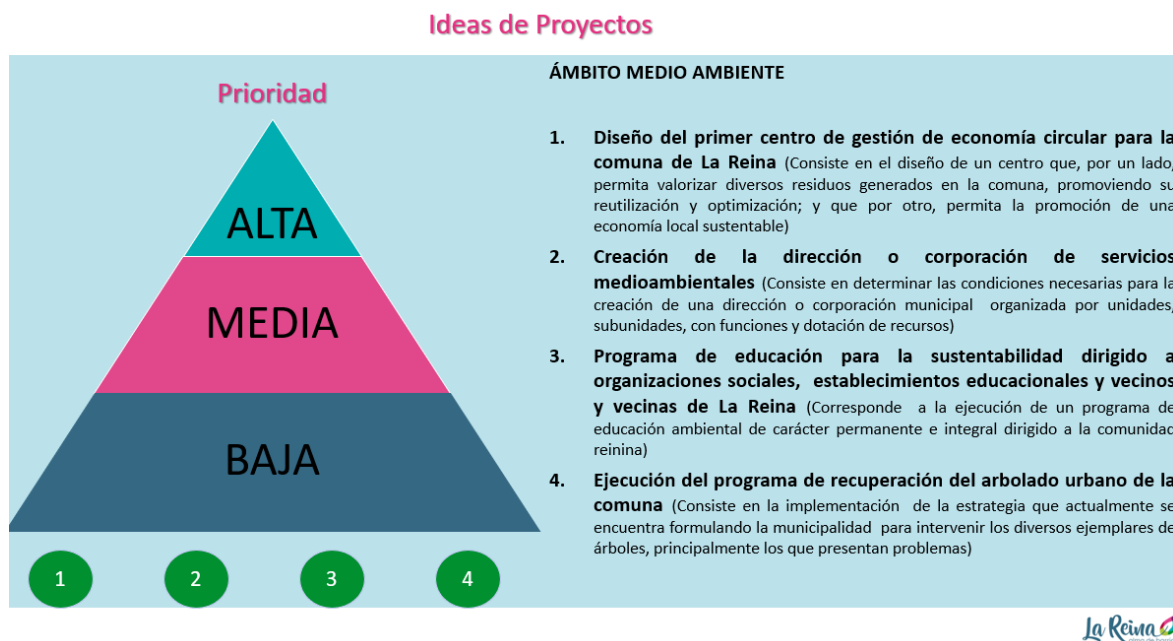 Ideas de Proyectos
Prioridad
ALTA
MEDIA
BAJA
1
2
3
4
ÁMBITO MEDIO AMBIENTE
1. Diseño del primer centro de gestión de economía circular para la
comuna de La Reina (Consiste en el diseño de un centro que, por un lado,
permita valorizar diversos residuos generados en la comuna, promoviendo su
reutilización y optimización; y que por otro, permita la promoción de una
economía local sustentable)
2. Creación de la dirección o corporación de servicios
medioambientales (Consiste en determinar las condiciones necesarias para la
creación de una dirección o corporación municipal organizada por unidades,
subunidades, con funciones y dotación de recursos)
3. Programa de educación para la sustentabilidad dirigido a
organizaciones sociales, establecimientos educacionales y vecinos
y vecinas de La Reina (Corresponde a la ejecución de un programa de
educación ambiental de carácter permanente e integral dirigido a la comunidad
reinina)
4. Ejecución del programa de recuperación del arbolado urbano de la
comuna (Consiste en la implementación de la estrategia que actualmente se
encuentra formulando la municipalidad para intervenir los diversos ejemplares de
árboles, principalmente los que presentan problemas)
La Reina